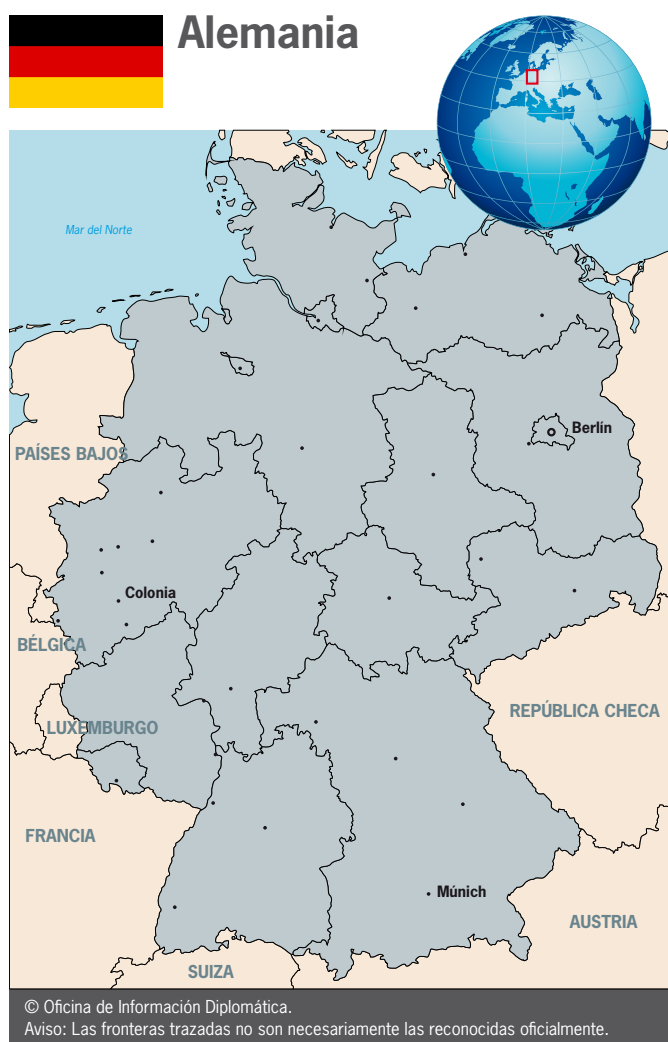 Alemania
Mar del Norte
Berlín
PAÍSES BAJOS
Colonia
BÉLGICA
REPÚBLICA CHECA
LUXEMBURGO
FRANCIA
Múnich
AUSTRIA
SUIZA
© Oficina de Información Diplomática.
Aviso: Las fronteras trazadas no son necesariamente las reconocidas oficialmente.